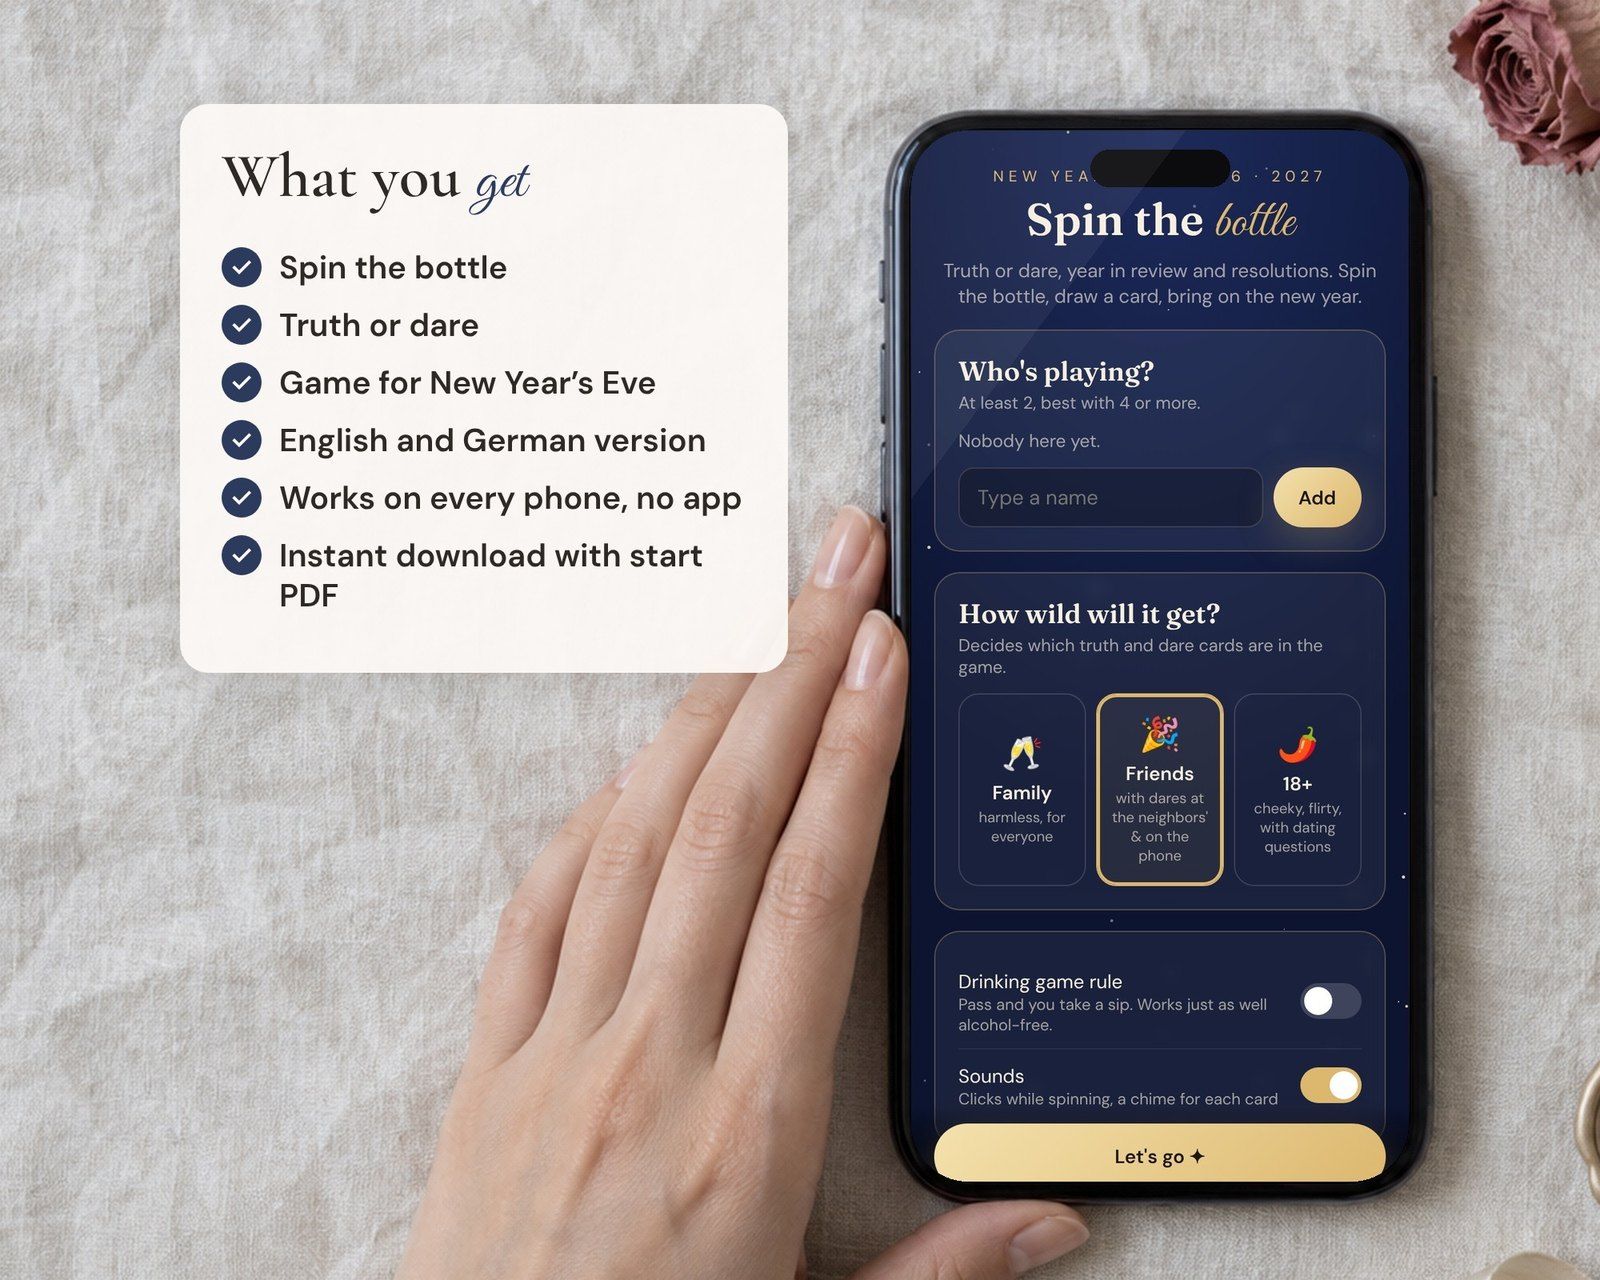 What you get
Spin the bottle
Truth or dare
Game for New Year’s Eve
English and German version
Works on every phone, no app
Instant download with start
PDF
NEW 6 · 2027
Spin the bottle
Truth or dare, year in review and resolutions. Spin
the bottle, draw a card, bring on the new year.
Who's playing?
At least 2, best with 4 or more.
Nobody here yet.
Type a name
Add
How wild will it get?
Decides which truth and dare cards are in the
game.
Family
harmless, for
everyone
Friends
with dares at
the neighbors'
& on the
phone
18+
cheeky, flirty,
with dating
questions
Drinking game rule
Pass and you take a sip. Works just as well
alcohol-free.
Sounds
Clicks while spinning, a chime for each card
Let's go ✦